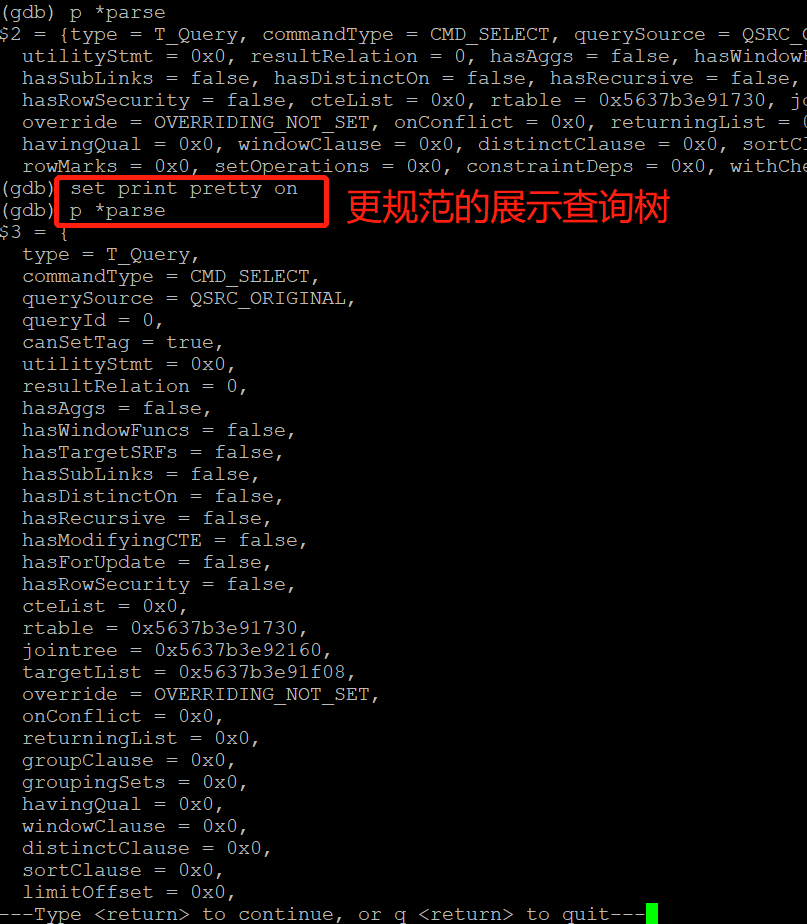 (gdb) p *parse
$2 = {type = T_Query, commandType = CMD_SELECT, querySource = QSRC_
utilityStmt = 0x0, resultRelation = 0, hasAggs = false, hasWindow
hasSubLinks = false, hasDistinctOn = false, hasRecursive = false,
hasRowSecurity = false, cteList = 0x0, rtable = 0x5637b3e91730, jo
override = OVERRIDING_NOT_SET, onConflict = 0x0, returningList =
havingQual = 0x0, windowClause = 0x0, distinctClause = 0x0, sortCl
rowMarks = 0x0, setOperations = 0x0, constraintDeps = 0x0, withChe
(gdb) set print pretty on
(gdb) p *parse
更规范的展示查询树
$3 = {
type = T_Query,
commandType = CMD_SELECT,
querySource = QSRC_ORIGINAL,
queryId = 0,
canSetTag = true,
utilityStmt = 0x0,
resultRelation = 0,
hasAggs = false,
hasWindowFuncs = false,
hasTargetSRFs = false,
hasSubLinks = false,
hasDistinctOn = false,
hasRecursive = false,
hasModifyingCTE = false,
hasForUpdate = false,
hasRowSecurity = false,
cteList = 0x0,
rtable = 0x5637b3e91730,
jointree = 0x5637b3e92160,
targetList = 0x5637b3e91f08,
override = OVERRIDING_NOT_SET,
onConflict = 0x0,
returningList = 0x0,
groupClause = 0x0,
groupingSets = 0x0,
havingQual = 0x0,
windowClause = 0x0,
distinctClause = 0x0,
sortClause = 0x0,
limitOffset = 0x0,
---Type <return> to continue, or q <return> to quit---